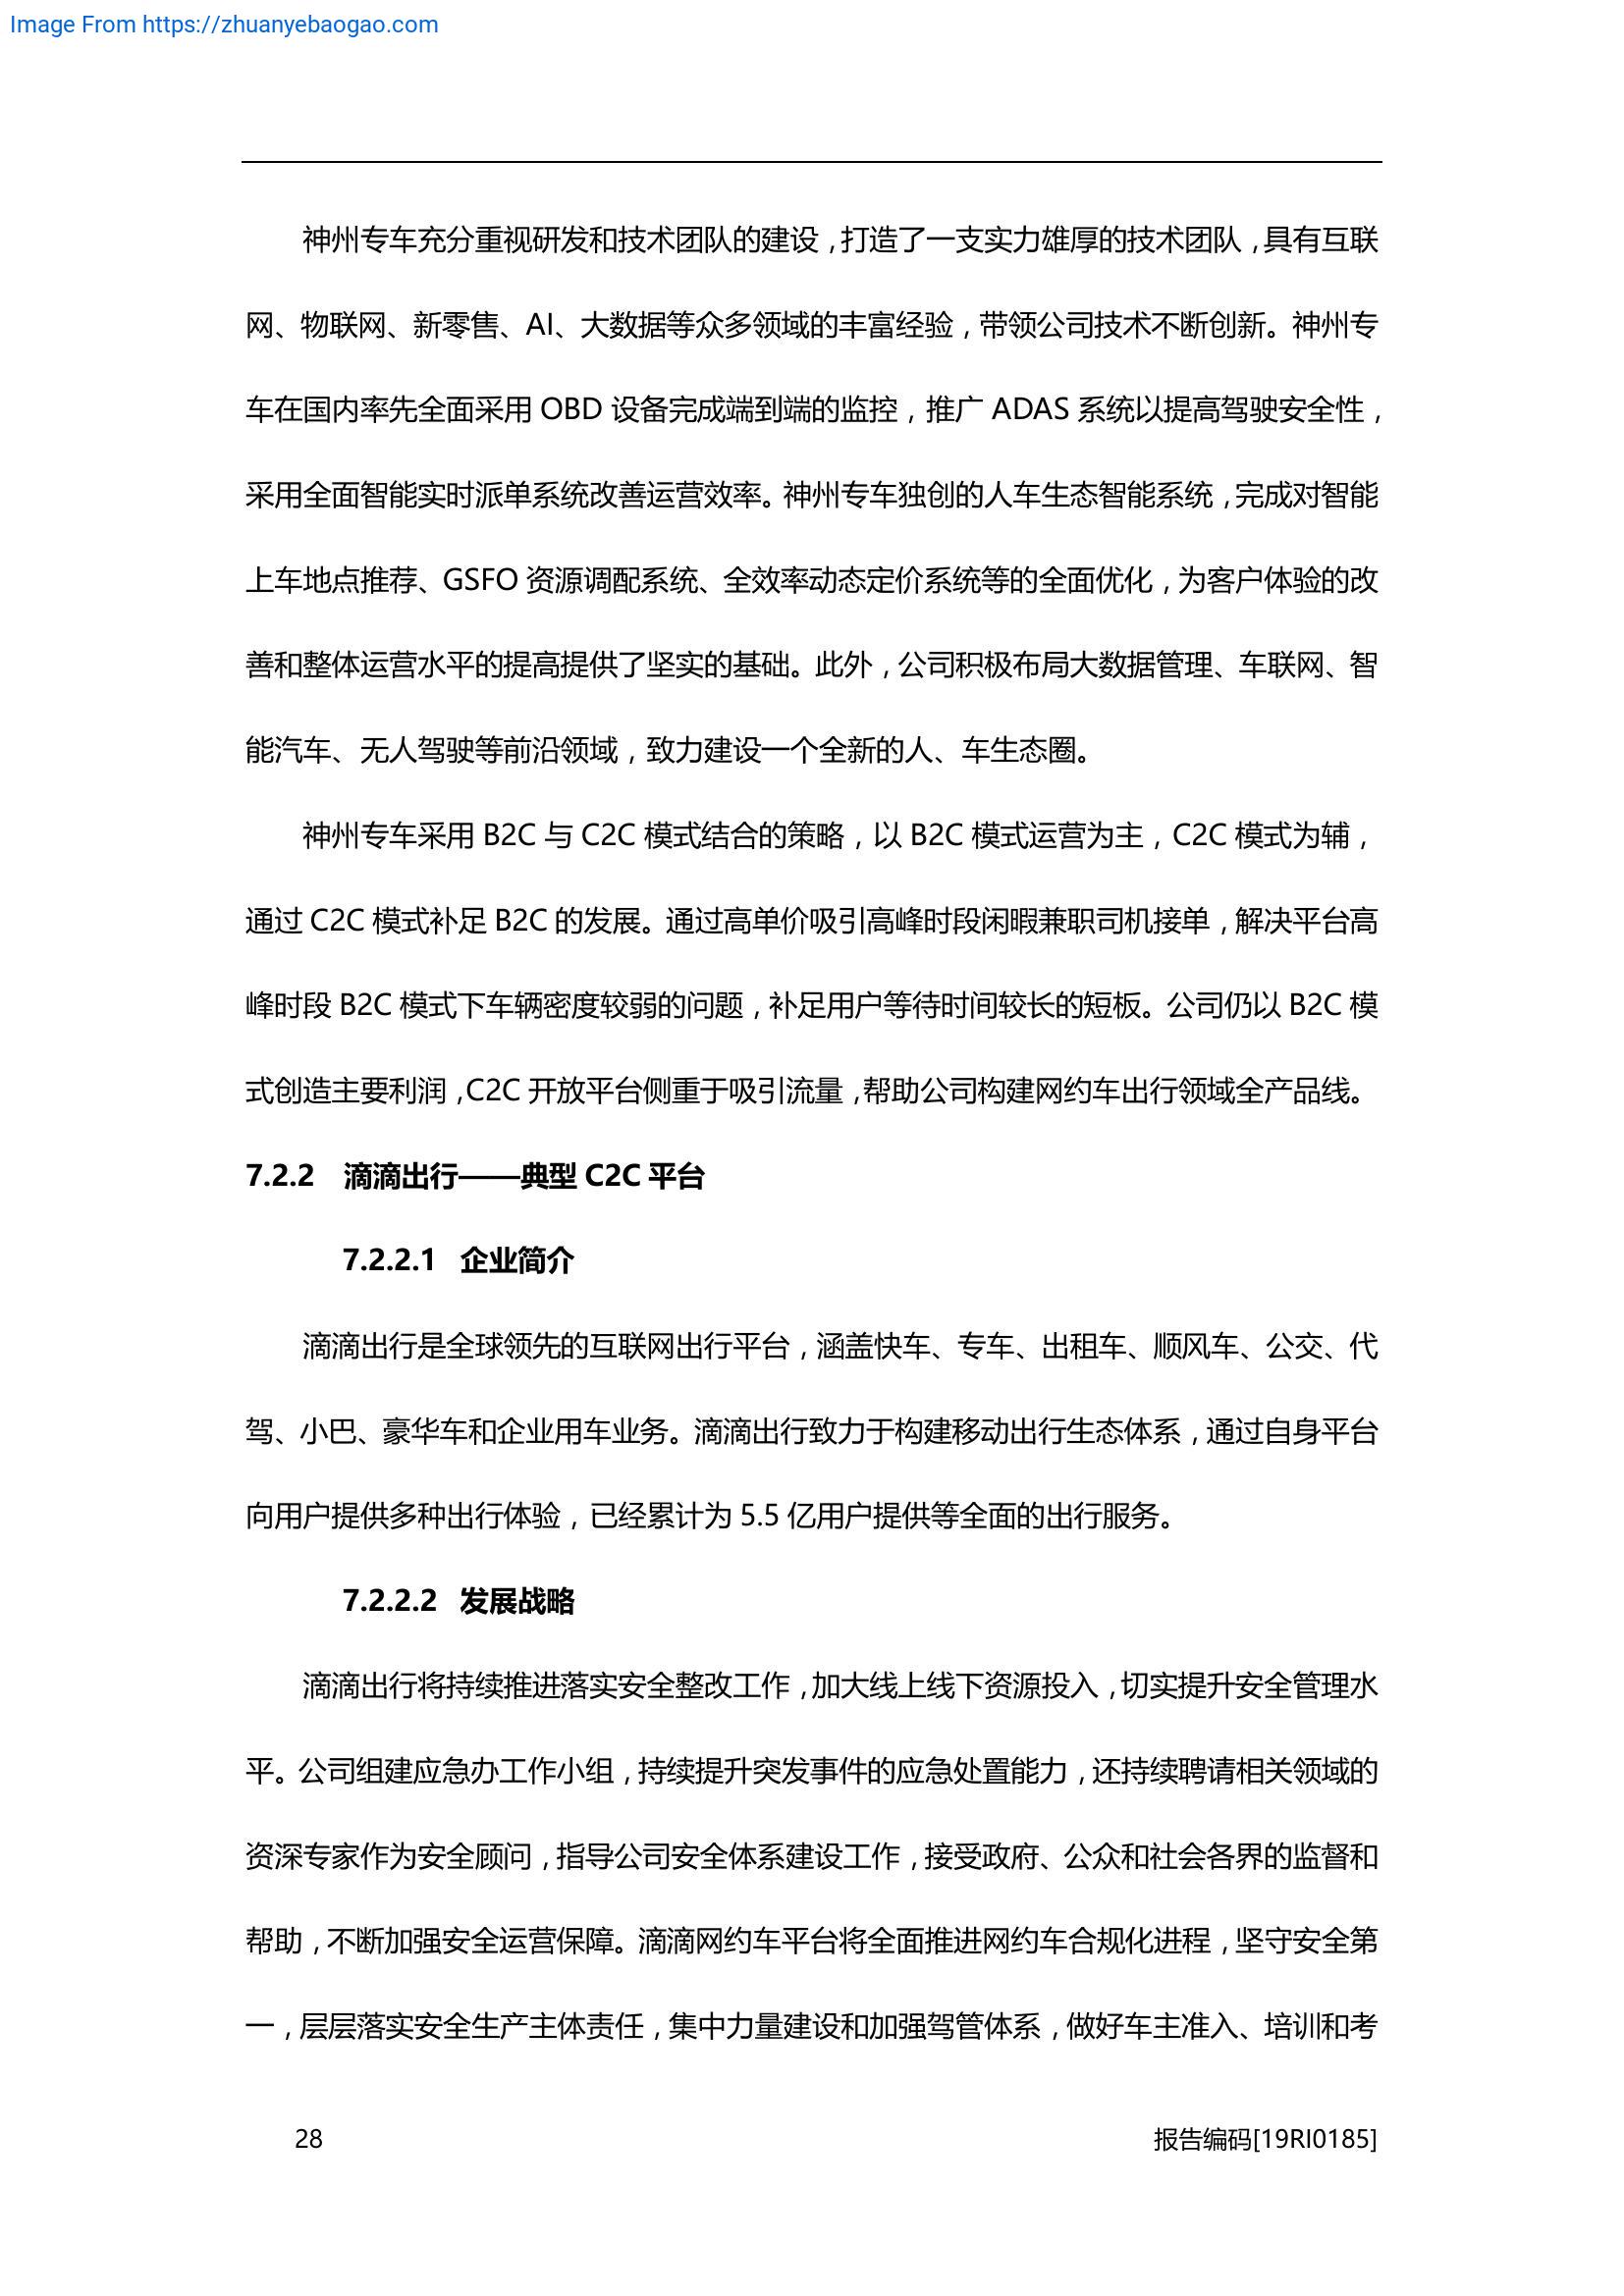 Image From https://zhuanyebaogao.com
神州专车充分重视研发和技术团队的建设，打造了一支实力雄厚的技术团队，具有互联
网、物联网、新零售、AI、大数据等众多领域的丰富经验，带领公司技术不断创新。神州专
车在国内率先全面采用 OBD 设备完成端到端的监控，推广 ADAS 系统以提高驾驶安全性，
采用全面智能实时派单系统改善运营效率。神州专车独创的人车生态智能系统，完成对智能
上车地点推荐、GSFO 资源调配系统、全效率动态定价系统等的全面优化，为客户体验的改
善和整体运营水平的提高提供了坚实的基础。此外，公司积极布局大数据管理、车联网、智
能汽车、无人驾驶等前沿领域，致力建设一个全新的人、车生态圈。
神州专车采用 B2C 与 C2C 模式结合的策略，以 B2C 模式运营为主，C2C 模式为辅，
通过 C2C 模式补足 B2C 的发展。通过高单价吸引高峰时段闲暇兼职司机接单，解决平台高
峰时段 B2C 模式下车辆密度较弱的问题，补足用户等待时间较长的短板。公司仍以 B2C 模
式创造主要利润，C2C 开放平台侧重于吸引流量，帮助公司构建网约车出行领域全产品线。
7.2.2 滴滴出行——典型 C2C 平台
7.2.2.1 企业简介
滴滴出行是全球领先的互联网出行平台，涵盖快车、专车、出租车、顺风车、公交、代
驾、小巴、豪华车和企业用车业务。滴滴出行致力于构建移动出行生态体系，通过自身平台
向用户提供多种出行体验，已经累计为 5.5 亿用户提供等全面的出行服务。
7.2.2.2 发展战略
滴滴出行将持续推进落实安全整改工作，加大线上线下资源投入，切实提升安全管理水
平。公司组建应急办工作小组，持续提升突发事件的应急处置能力，还持续聘请相关领域的
资深专家作为安全顾问，指导公司安全体系建设工作，接受政府、公众和社会各界的监督和
帮助，不断加强安全运营保障。滴滴网约车平台将全面推进网约车合规化进程，坚守安全第
一，层层落实安全生产主体责任，集中力量建设和加强驾管体系，做好车主准入、培训和考
28 报告编码[19RI0185]